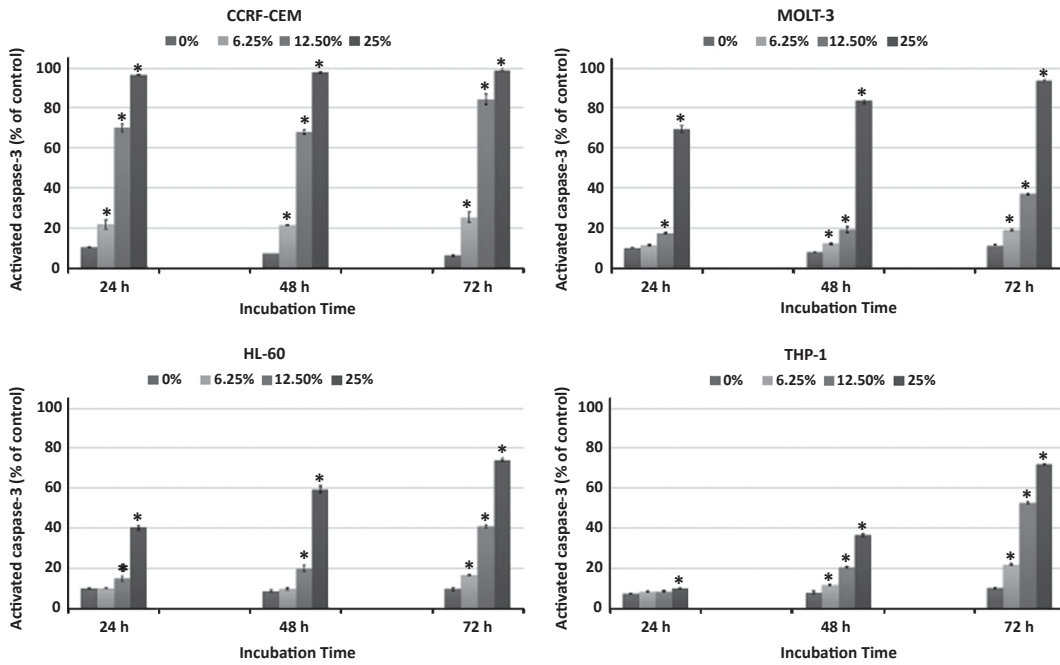 CCRF-CEM
0% 6.25% 12.50% 25%
Activated caspase-3 (% of control)
100
80
60
40
20
0
* * * * * * * * *
24 h 48 h 72 h
Incubation Time
MOLT-3
0% 6.25% 12.50% 25%
Activated caspase-3 (% of control)
100
80
60
40
20
0
* * * * * * * *
24 h 48 h 72 h
Incubation Time
HL-60
0% 6.25% 12.50% 25%
Activated caspase-3 (% of control)
100
80
60
40
20
0
* * * * * * *
24 h 48 h 72 h
Incubation Time
THP-1
0% 6.25% 12.50% 25%
Activated caspase-3 (% of control)
100
80
60
40
20
0
* * * * * * *
24 h 48 h 72 h
Incubation Time